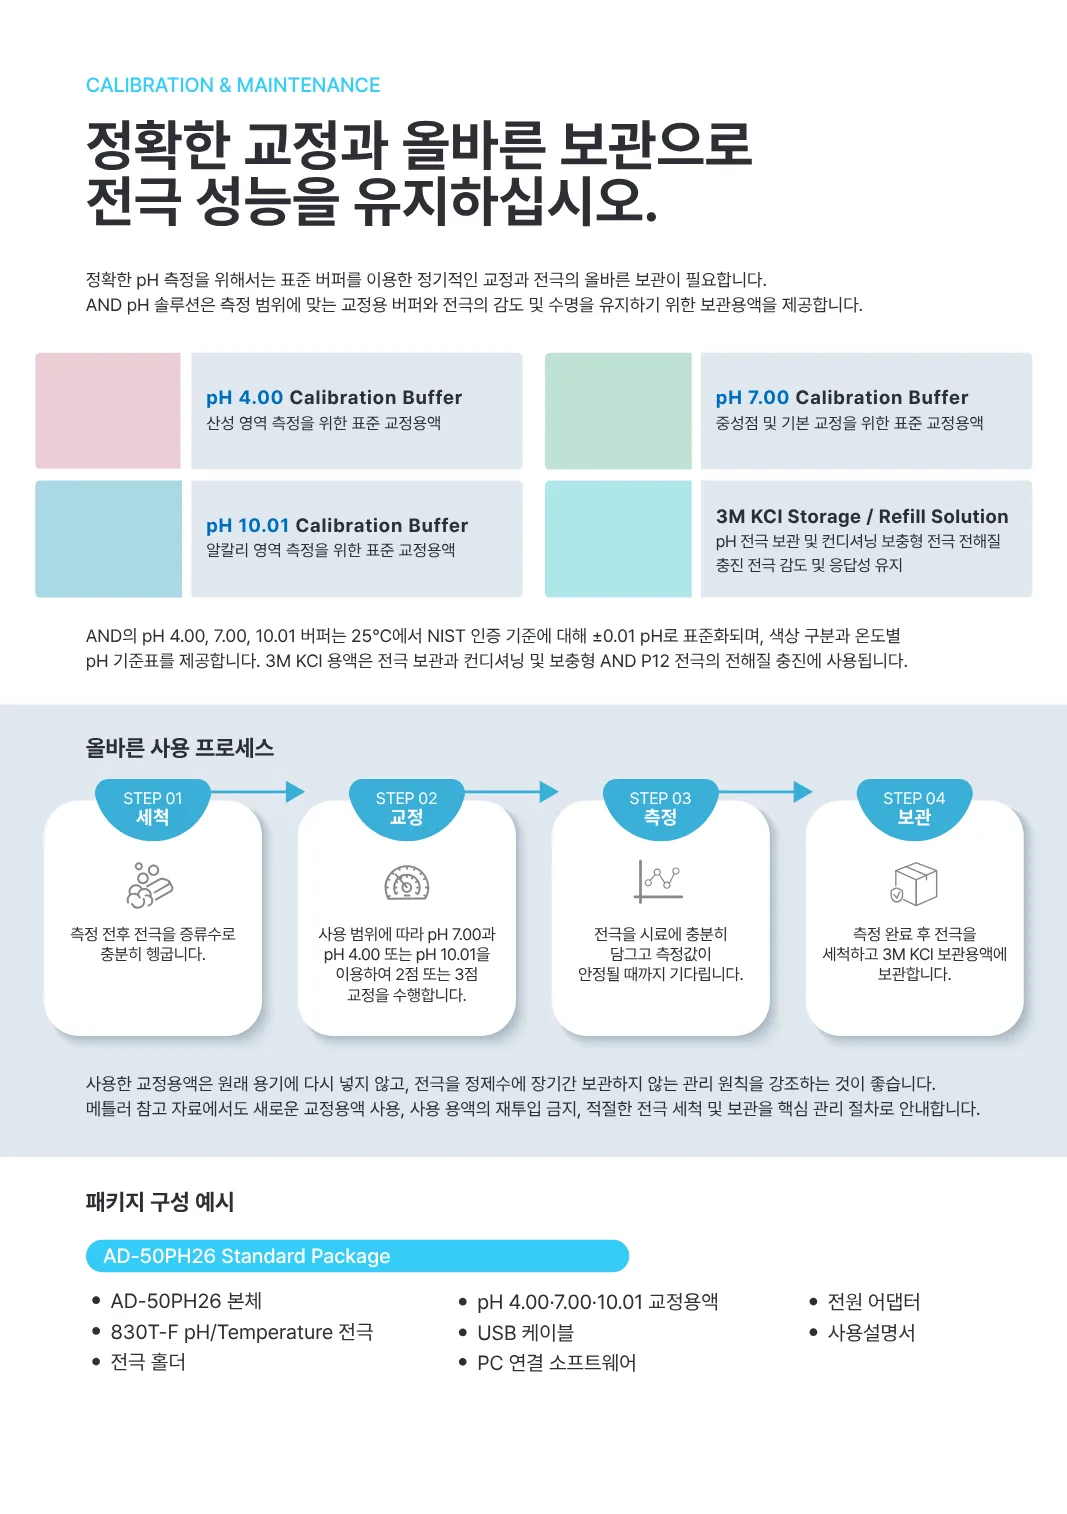 CALIBRATION & MAINTENANCE
정확한 교정과 올바른 보관으로
전극 성능을 유지하십시오.
정확한 pH 측정을 위해서는 표준 버퍼를 이용한 정기적인 교정과 전극의 올바른 보관이 필요합니다.
AND pH 솔루션은 측정 범위에 맞는 교정용 버퍼와 전극의 감도 및 수명을 유지하기 위한 보관용액을 제공합니다.
pH 4.00 Calibration Buffer
산성 영역 측정을 위한 표준 교정용액
pH 7.00 Calibration Buffer
중성점 및 기본 교정을 위한 표준 교정용액
pH 10.01 Calibration Buffer
알칼리 영역 측정을 위한 표준 교정용액
3M KCl Storage / Refill Solution
pH 전극 보관 및 컨디셔닝 보충형 전극 전해질
충진 전극 감도 및 응답성 유지
AND의 pH 4.00, 7.00, 10.01 버퍼는 25°C에서 NIST 인증 기준에 대해 ±0.01 pH로 표준화되며, 색상 구분과 온도별
pH 기준표를 제공합니다. 3M KCl 용액은 전극 보관과 컨디셔닝 및 보충형 AND P12 전극의 전해질 충진에 사용됩니다.
올바른 사용 프로세스
STEP 01
세척
측정 전후 전극을 증류수로
충분히 헹굽니다.
STEP 02
교정
사용 범위에 따라 pH 7.00과
pH 4.00 또는 pH 10.01을
이용하여 2점 또는 3점
교정을 수행합니다.
STEP 03
측정
전극을 시료에 충분히
담그고 측정값이
안정될 때까지 기다립니다.
STEP 04
보관
측정 완료 후 전극을
세척하고 3M KCl 보관용액에
보관합니다.
사용한 교정용액은 원래 용기에 다시 넣지 않고, 전극을 정제수에 장기간 보관하지 않는 관리 원칙을 강조하는 것이 좋습니다.
메틀러 참고 자료에서도 새로운 교정용액 사용, 사용 용액의 재투입 금지, 적절한 전극 세척 및 보관을 핵심 관리 절차로 안내합니다.
패키지 구성 예시
AD-50PH26 Standard Package
• AD-50PH26 본체
• 830T-F pH/Temperature 전극
• 전극 홀더
• pH 4.00·7.00·10.01 교정용액
• USB 케이블
• PC 연결 소프트웨어
• 전원 어댑터
• 사용설명서